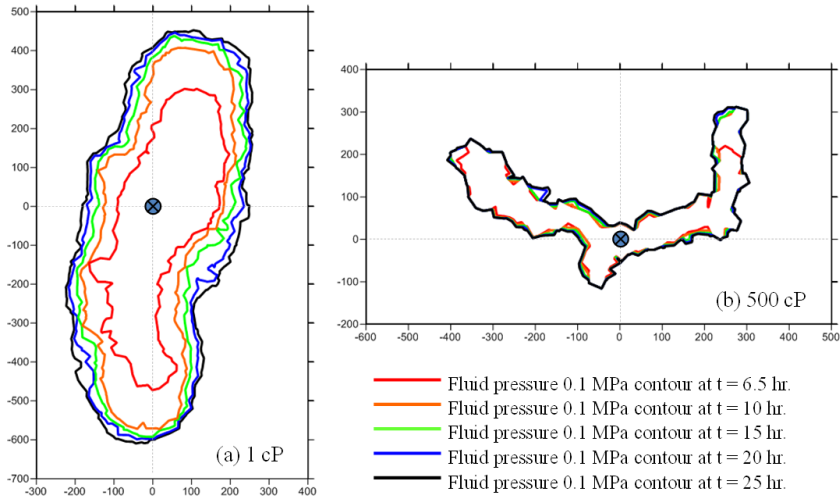 500
400
300
200
100
0
-100
-200
-300
-400
-500
-600
-700
-300 -200 -100 0 100 200 300 400
(a) 1 cP
400
300
200
100
0
-100
-200
-600 -500 -400 -300 -200 -100 0 100 200 300 400 500
(b) 500 cP
Fluid pressure 0.1 MPa contour at t = 6.5 hr.
Fluid pressure 0.1 MPa contour at t = 10 hr.
Fluid pressure 0.1 MPa contour at t = 15 hr.
Fluid pressure 0.1 MPa contour at t = 20 hr.
Fluid pressure 0.1 MPa contour at t = 25 hr.